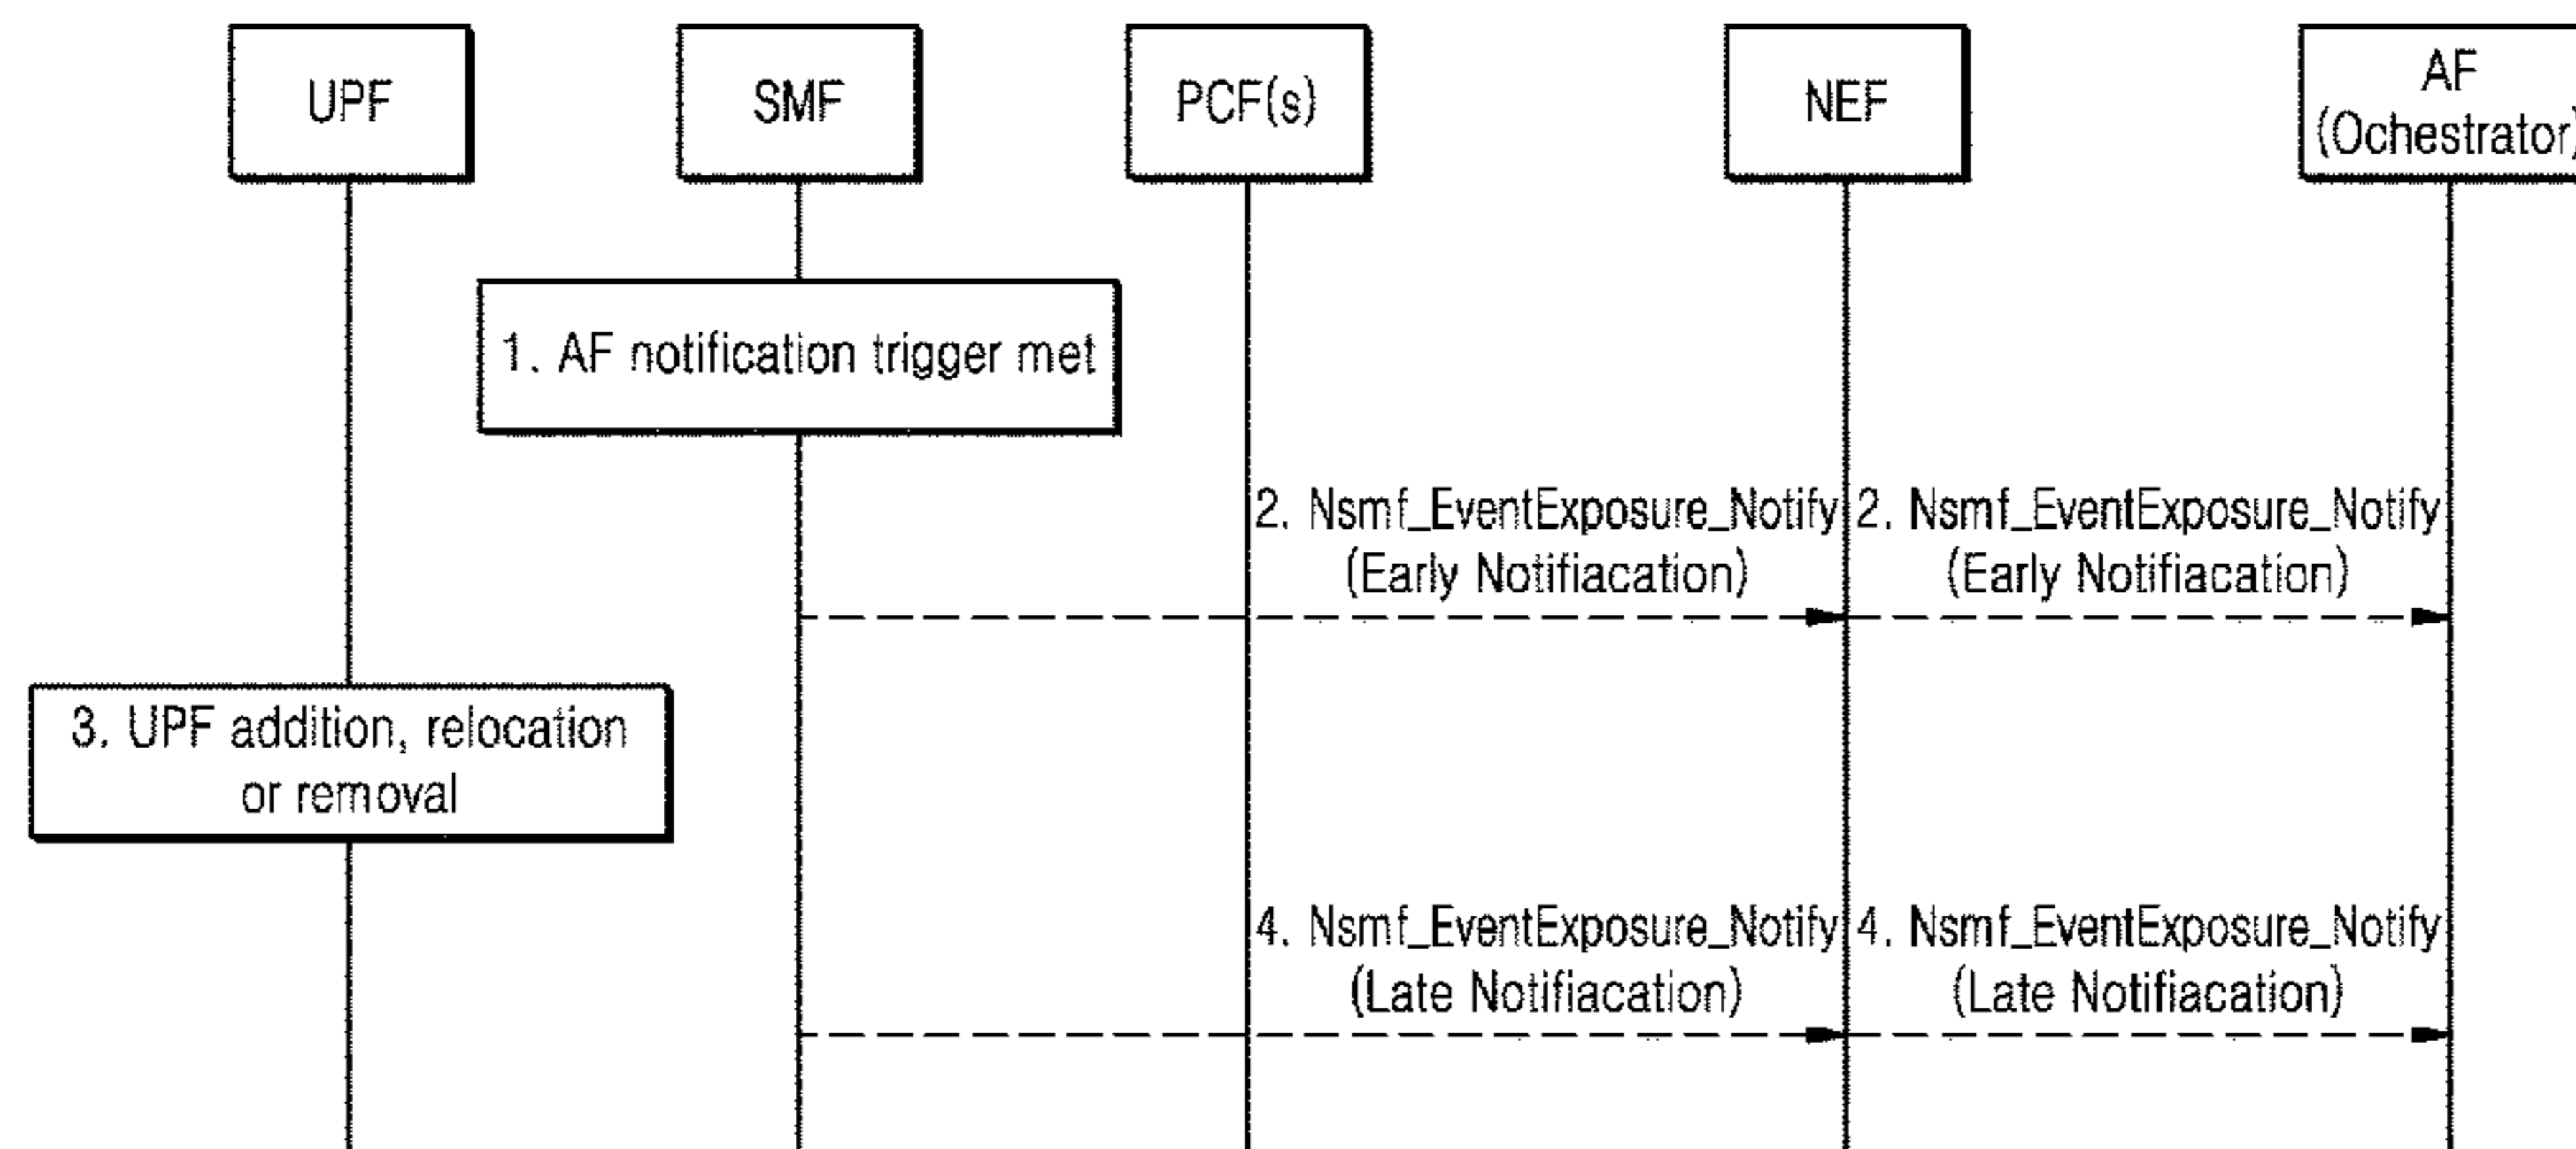 UPF
SMF
PCF(s)
NEF
AF
(Ochestrator)
1. AF notification trigger met
2. Nsmf_EventExposure_Notify
(Early Notifiacation)
2. Nsmf_EventExposure_Notify
(Early Notifiacation)
3. UPF addition, relocation
or removal
4. Nsmf_EventExposure_Notify
(Late Notifiacation)
4. Nsmf_EventExposure_Notify
(Late Notifiacation)